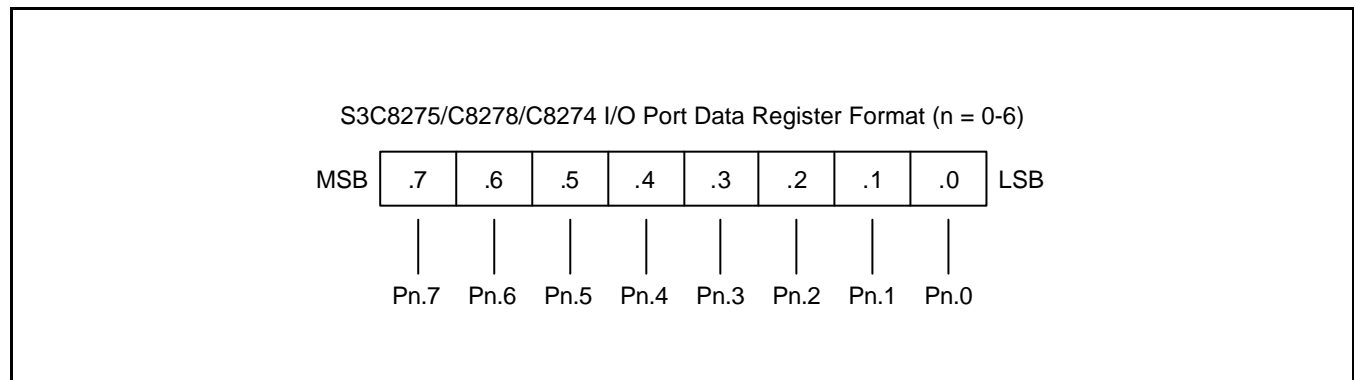 S3C8275/C8278/C8274 I/O Port Data Register Format (n = 0-6)
MSB .7 .6 .5 .4 .3 .2 .1 .0 LSB
Pn.7 Pn.6 Pn.5 Pn.4 Pn.3 Pn.2 Pn.1 Pn.0